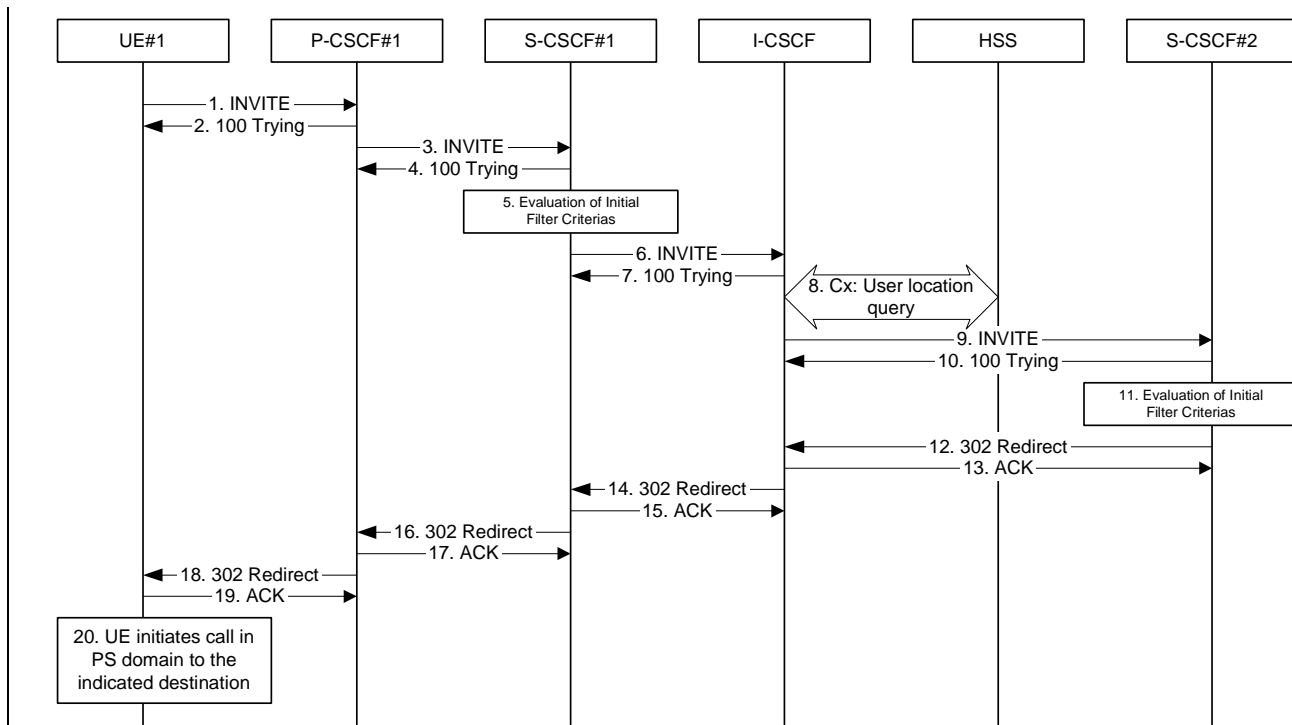 UE#1
P-CSCF#1
S-CSCF#1
I-CSCF
HSS
S-CSCF#2
1. INVITE
2. 100 Trying
3. INVITE
4. 100 Trying
5. Evaluation of Initial
Filter Criterias
6. INVITE
7. 100 Trying
8. Cx: User location
query
9. INVITE
10. 100 Trying
11. Evaluation of Initial
Filter Criterias
12. 302 Redirect
13. ACK
14. 302 Redirect
15. ACK
16. 302 Redirect
17. ACK
18. 302 Redirect
19. ACK
20. UE initiates call in
PS domain to the
indicated destination